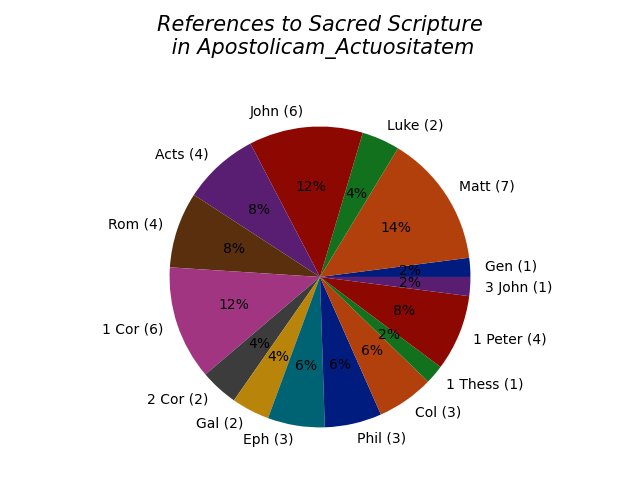 References to Sacred Scripture
in Apostolicam_Actuositatem
John (6)
Luke (2)
Acts (4)
Matt (7)
12%
4%
8%
14%
Rom (4)
8%
Gen (1)
2%
3 John (1)
2%
1 Cor (6)
12%
8%
1 Peter (4)
2%
4%
4%
6%
6%
6%
1 Thess (1)
2 Cor (2)
Col (3)
Gal (2)
Eph (3)
Phil (3)